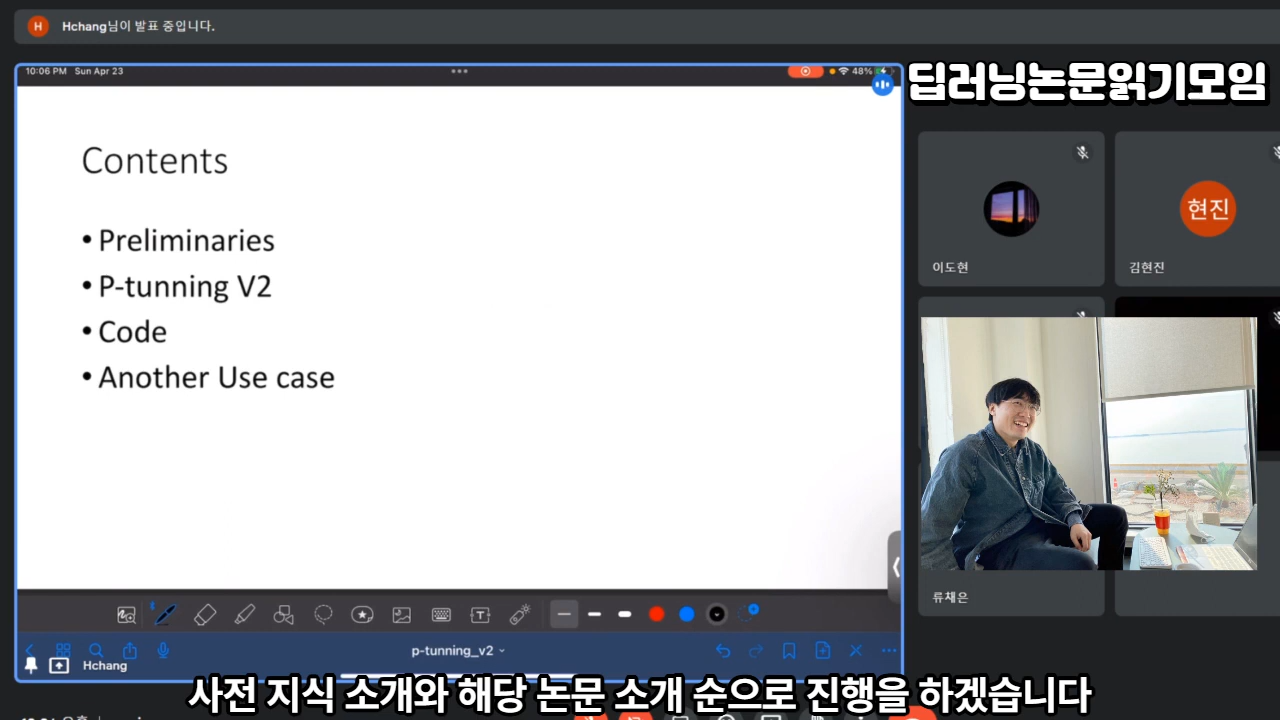 H Hchang님이 발표 중입니다.
10:06 PM Sun Apr 23
48%
딥러닝논문읽기모임
Contents
• Preliminaries
• P-tunning V2
• Code
• Another Use case
이도현
현진
김현진
류채은
p-tunning_v2
Hchang
사전 지식 소개와 해당 논문 소개 순으로 진행을 하겠습니다